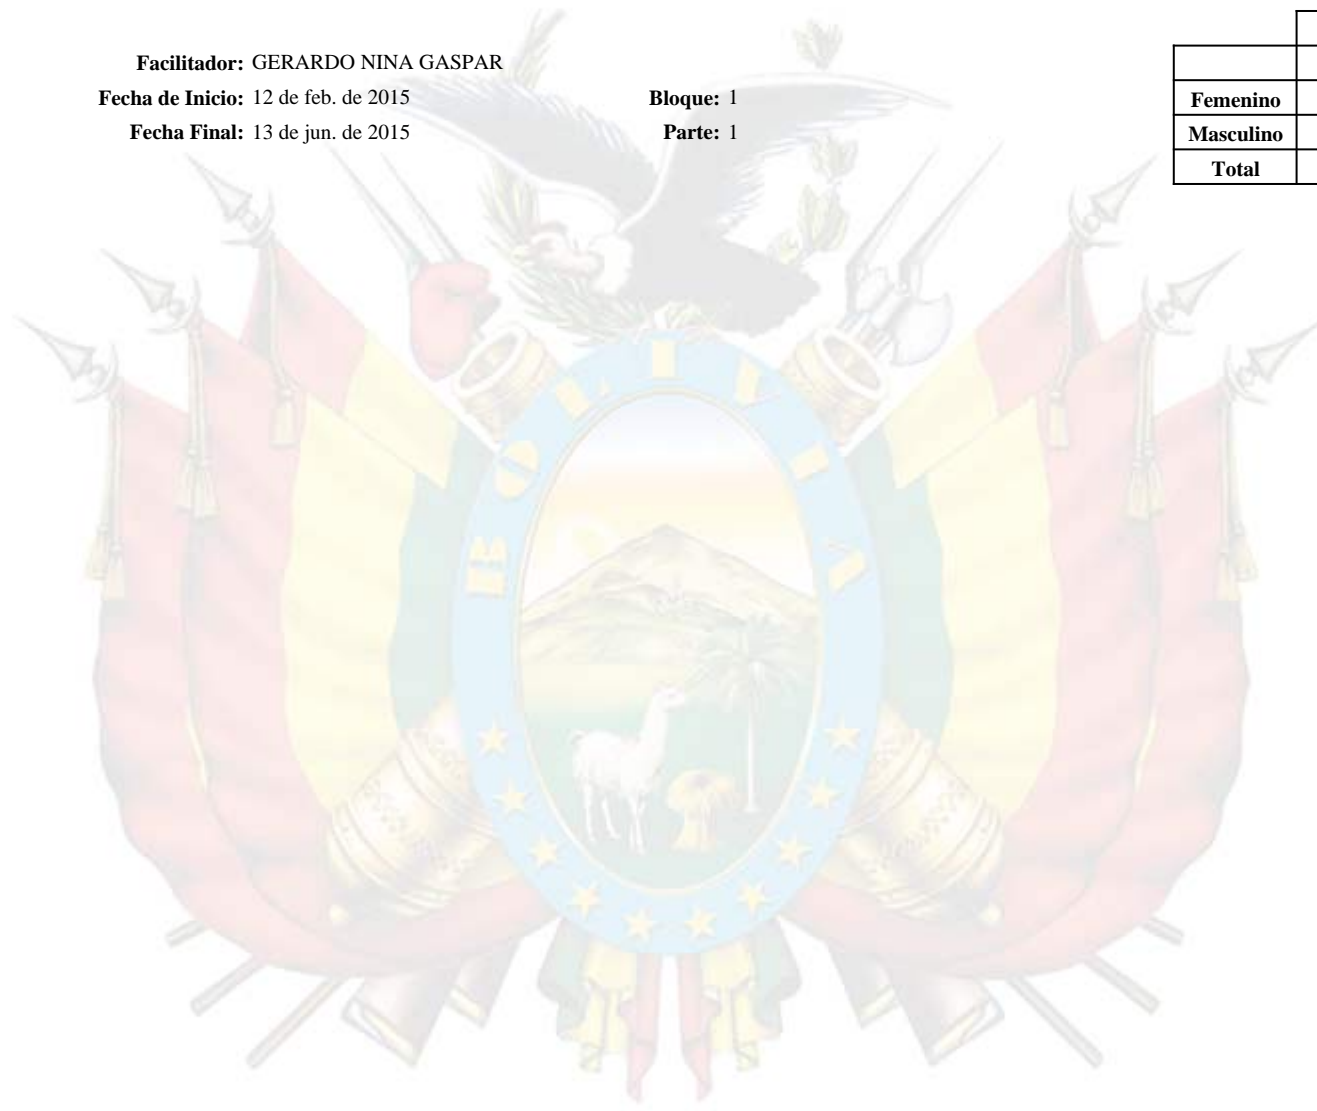 Facilitador: GERARDO NINA GASPAR
Fecha de Inicio: 12 de feb. de 2015 Bloque: 1
Fecha Final: 13 de jun. de 2015 Parte: 1
Femenino
Masculino
Total
BOLIVIA